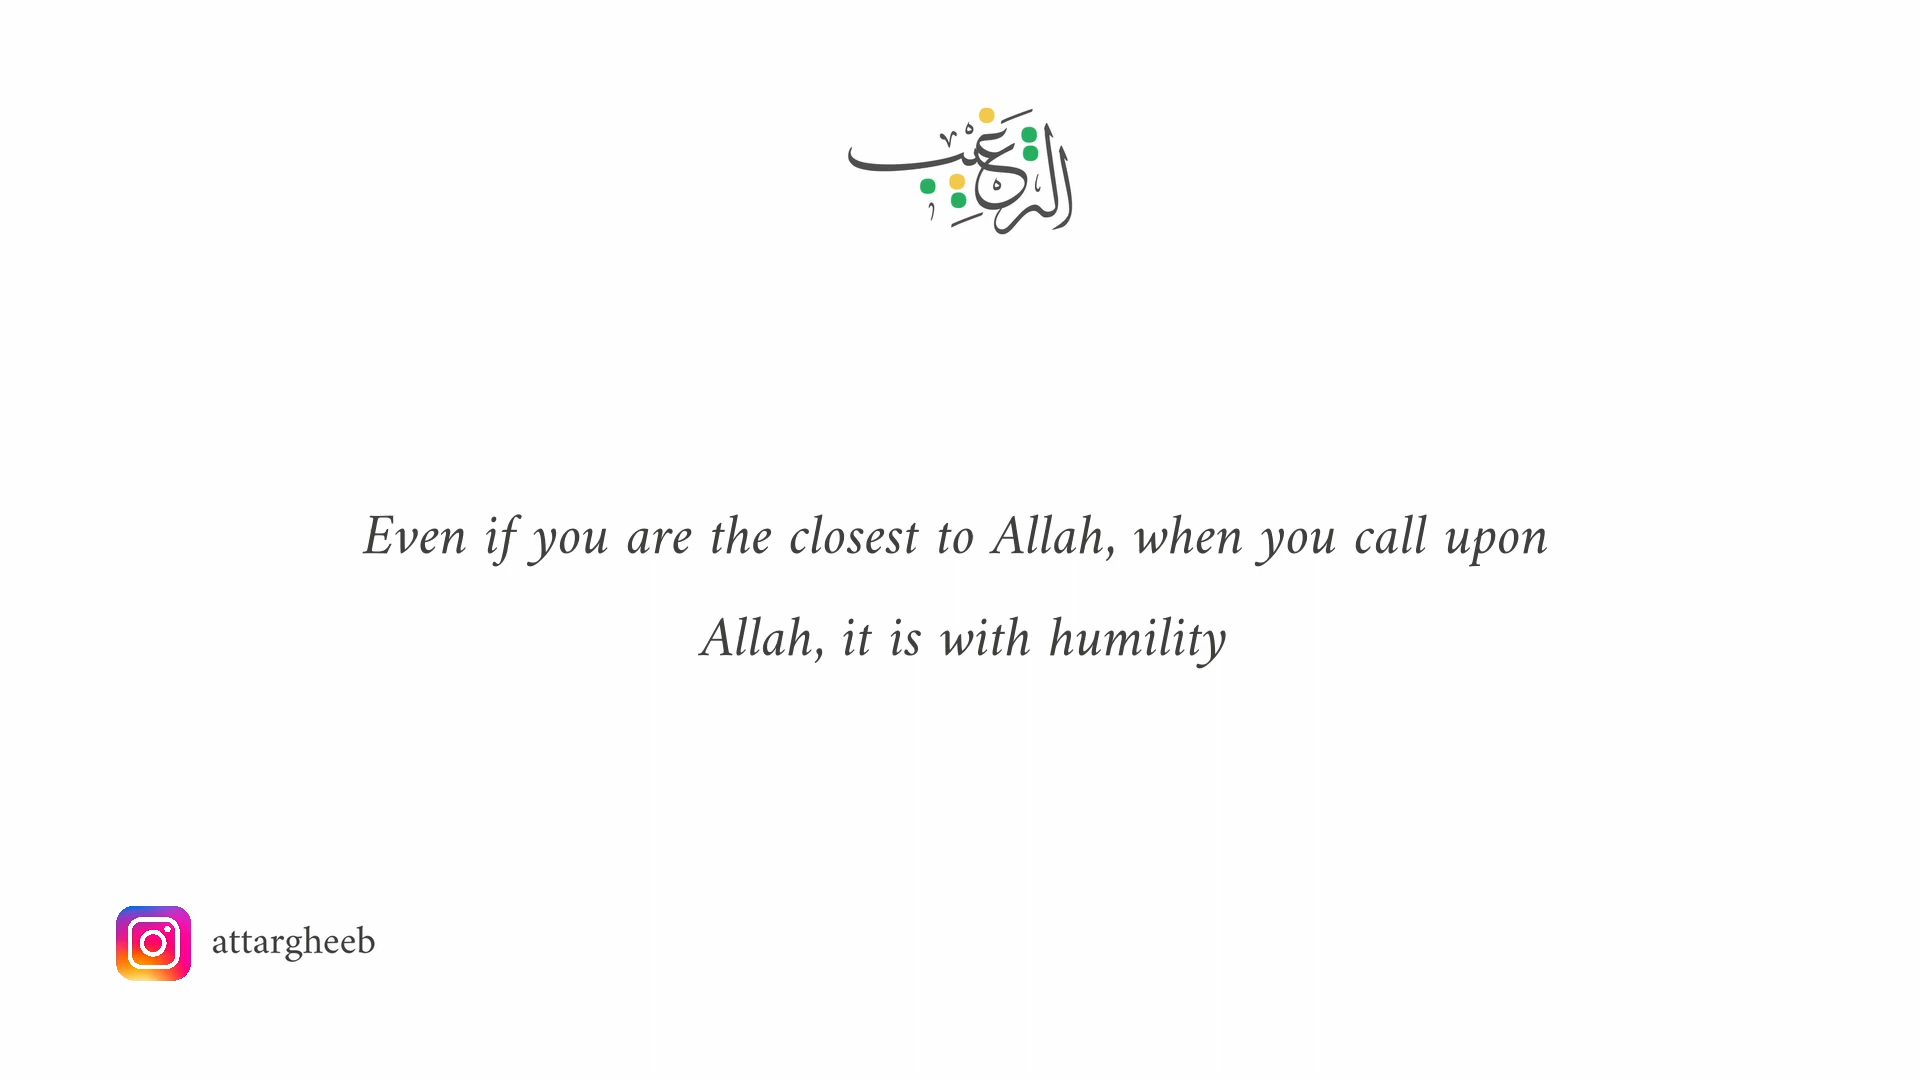 الترغيب
Even if you are the closest to Allah, when you call upon
Allah, it is with humility
attargheeb